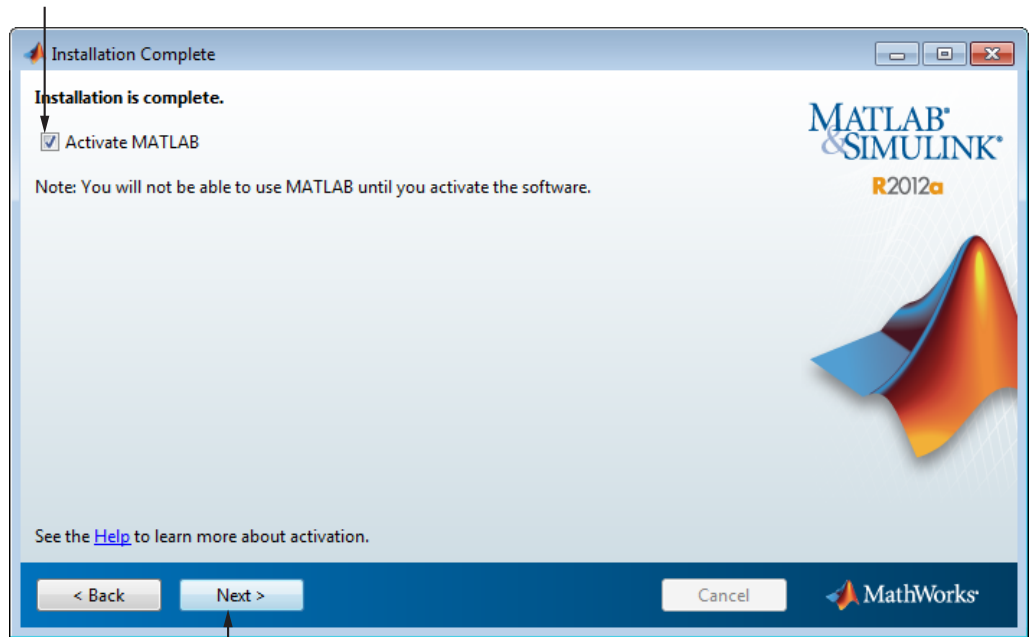 Installation Complete
Installation is complete.
MATLAB®
&SIMULINK®
Activate MATLAB
Note: You will not be able to use MATLAB until you activate the software.
R2012a
See the Help to learn more about activation.
< Back
Next >
Cancel
MathWorks®